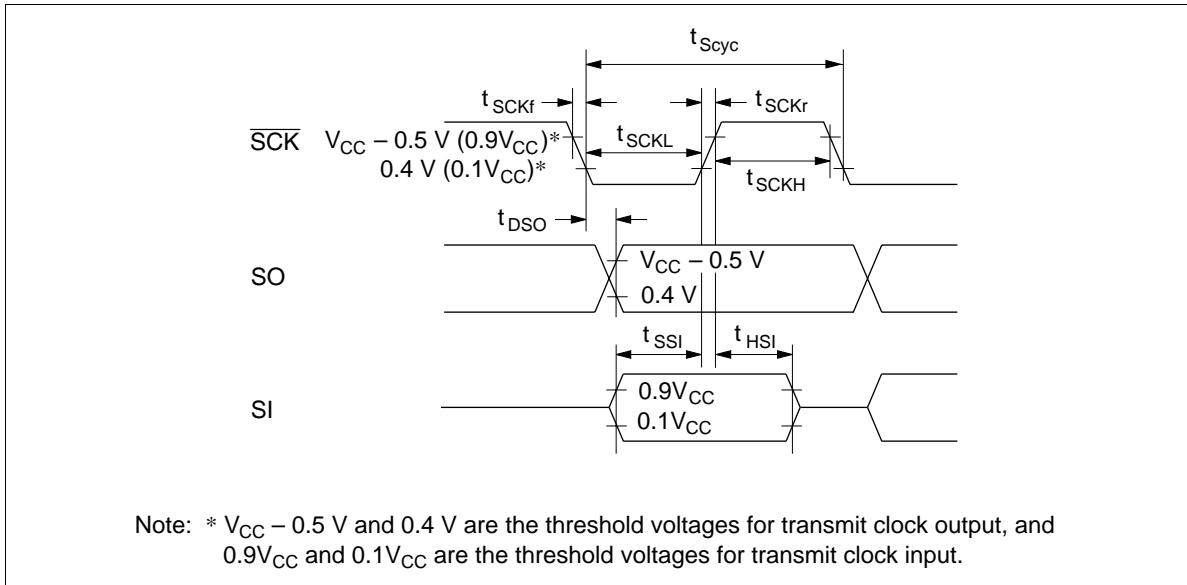 tScyc
tSCKf
tSCKr
SCK VCC – 0.5 V (0.9VCC)*
tSCKL
0.4 V (0.1VCC)*
tSCKH
tDSO
SO
VCC – 0.5 V
0.4 V
tSSI
tHSI
SI
0.9VCC
0.1VCC
Note: * VCC – 0.5 V and 0.4 V are the threshold voltages for transmit clock output, and
0.9VCC and 0.1VCC are the threshold voltages for transmit clock input.